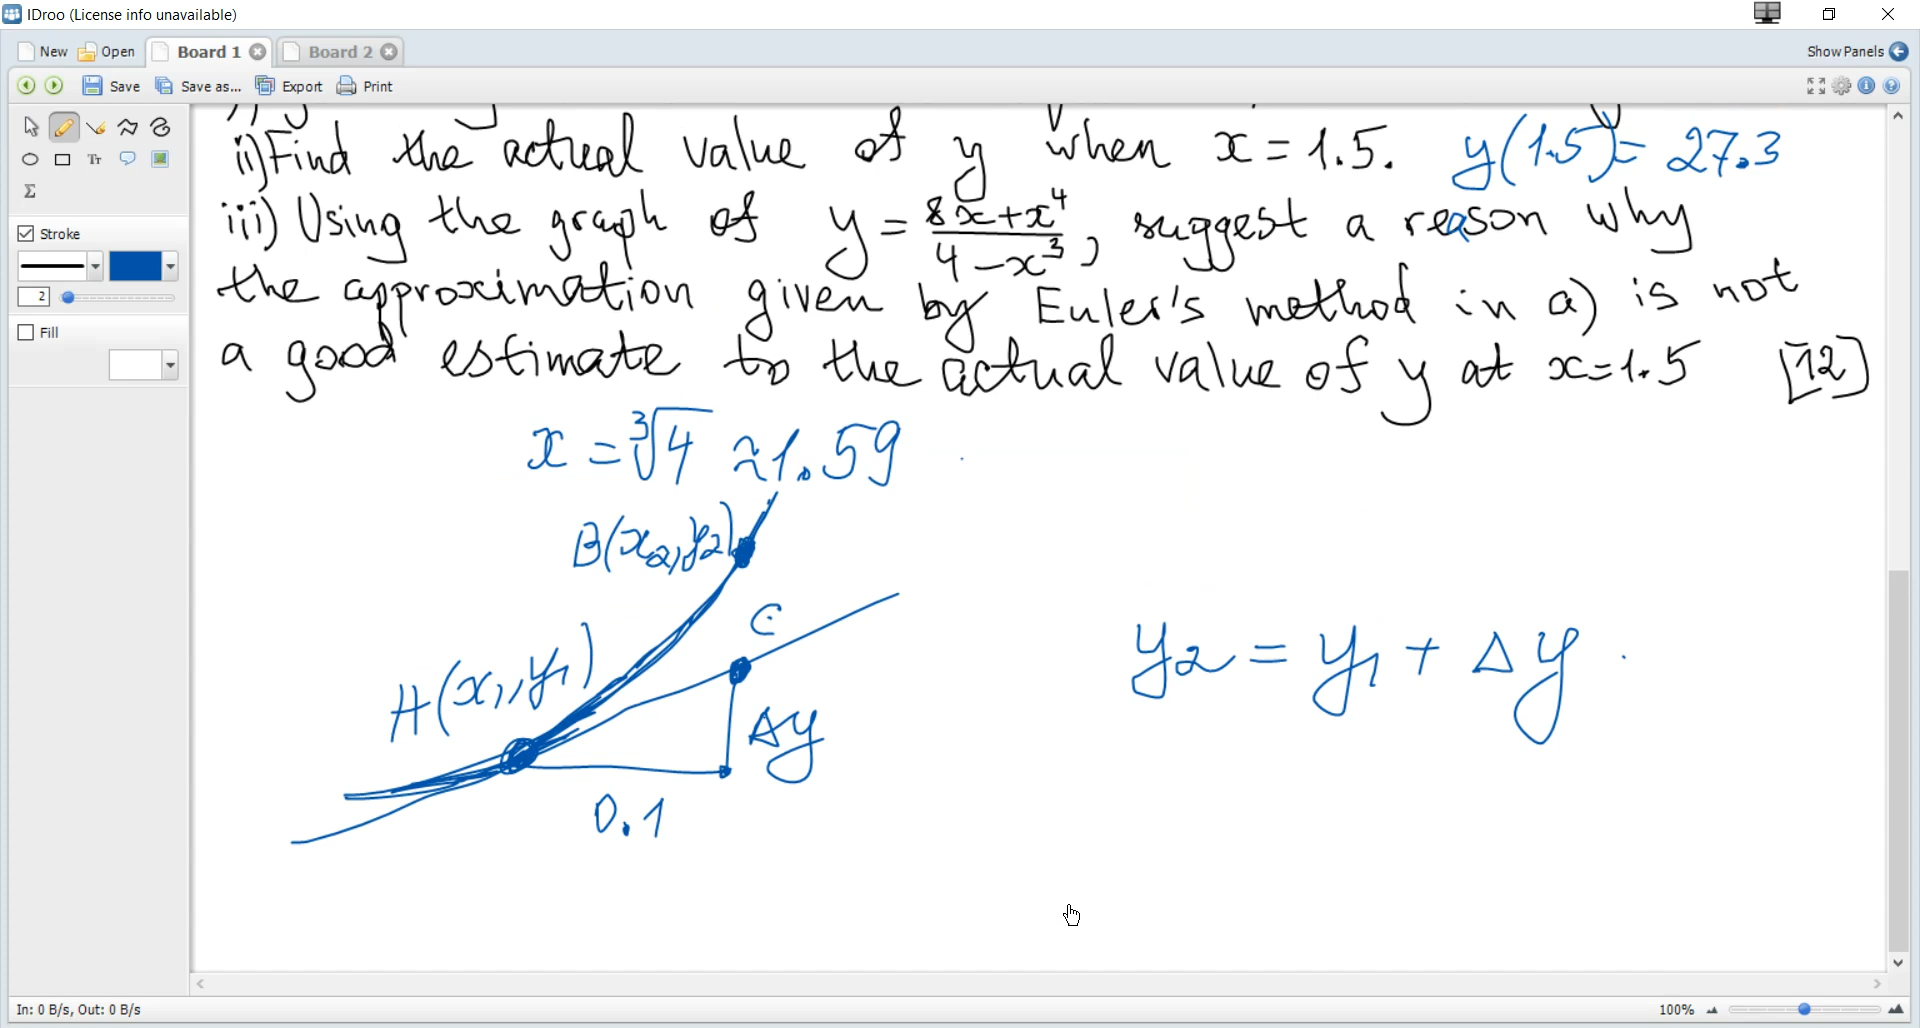 IDroo (License info unavailable)
New Open Board 1 Board 2 Show Panels
Save Save as... Export Print
ii) Find the actual value of y when x = 1.5. y(1.5) = 27.3
iii) Using the graph of y = (8x+x⁴)/(4-x³), suggest a reason why
the approximation given by Euler's method in a) is not
a good estimate to the actual value of y at x=1.5 [12]
Tr
Σ
Stroke
2
Fill
x = ∛4 ≈ 1.59
B(x₂,y₂)
C
A(x₁,y₁)
Δy
0.1
y₂ = y₁ + Δy
In: 0 B/s, Out: 0 B/s
100%